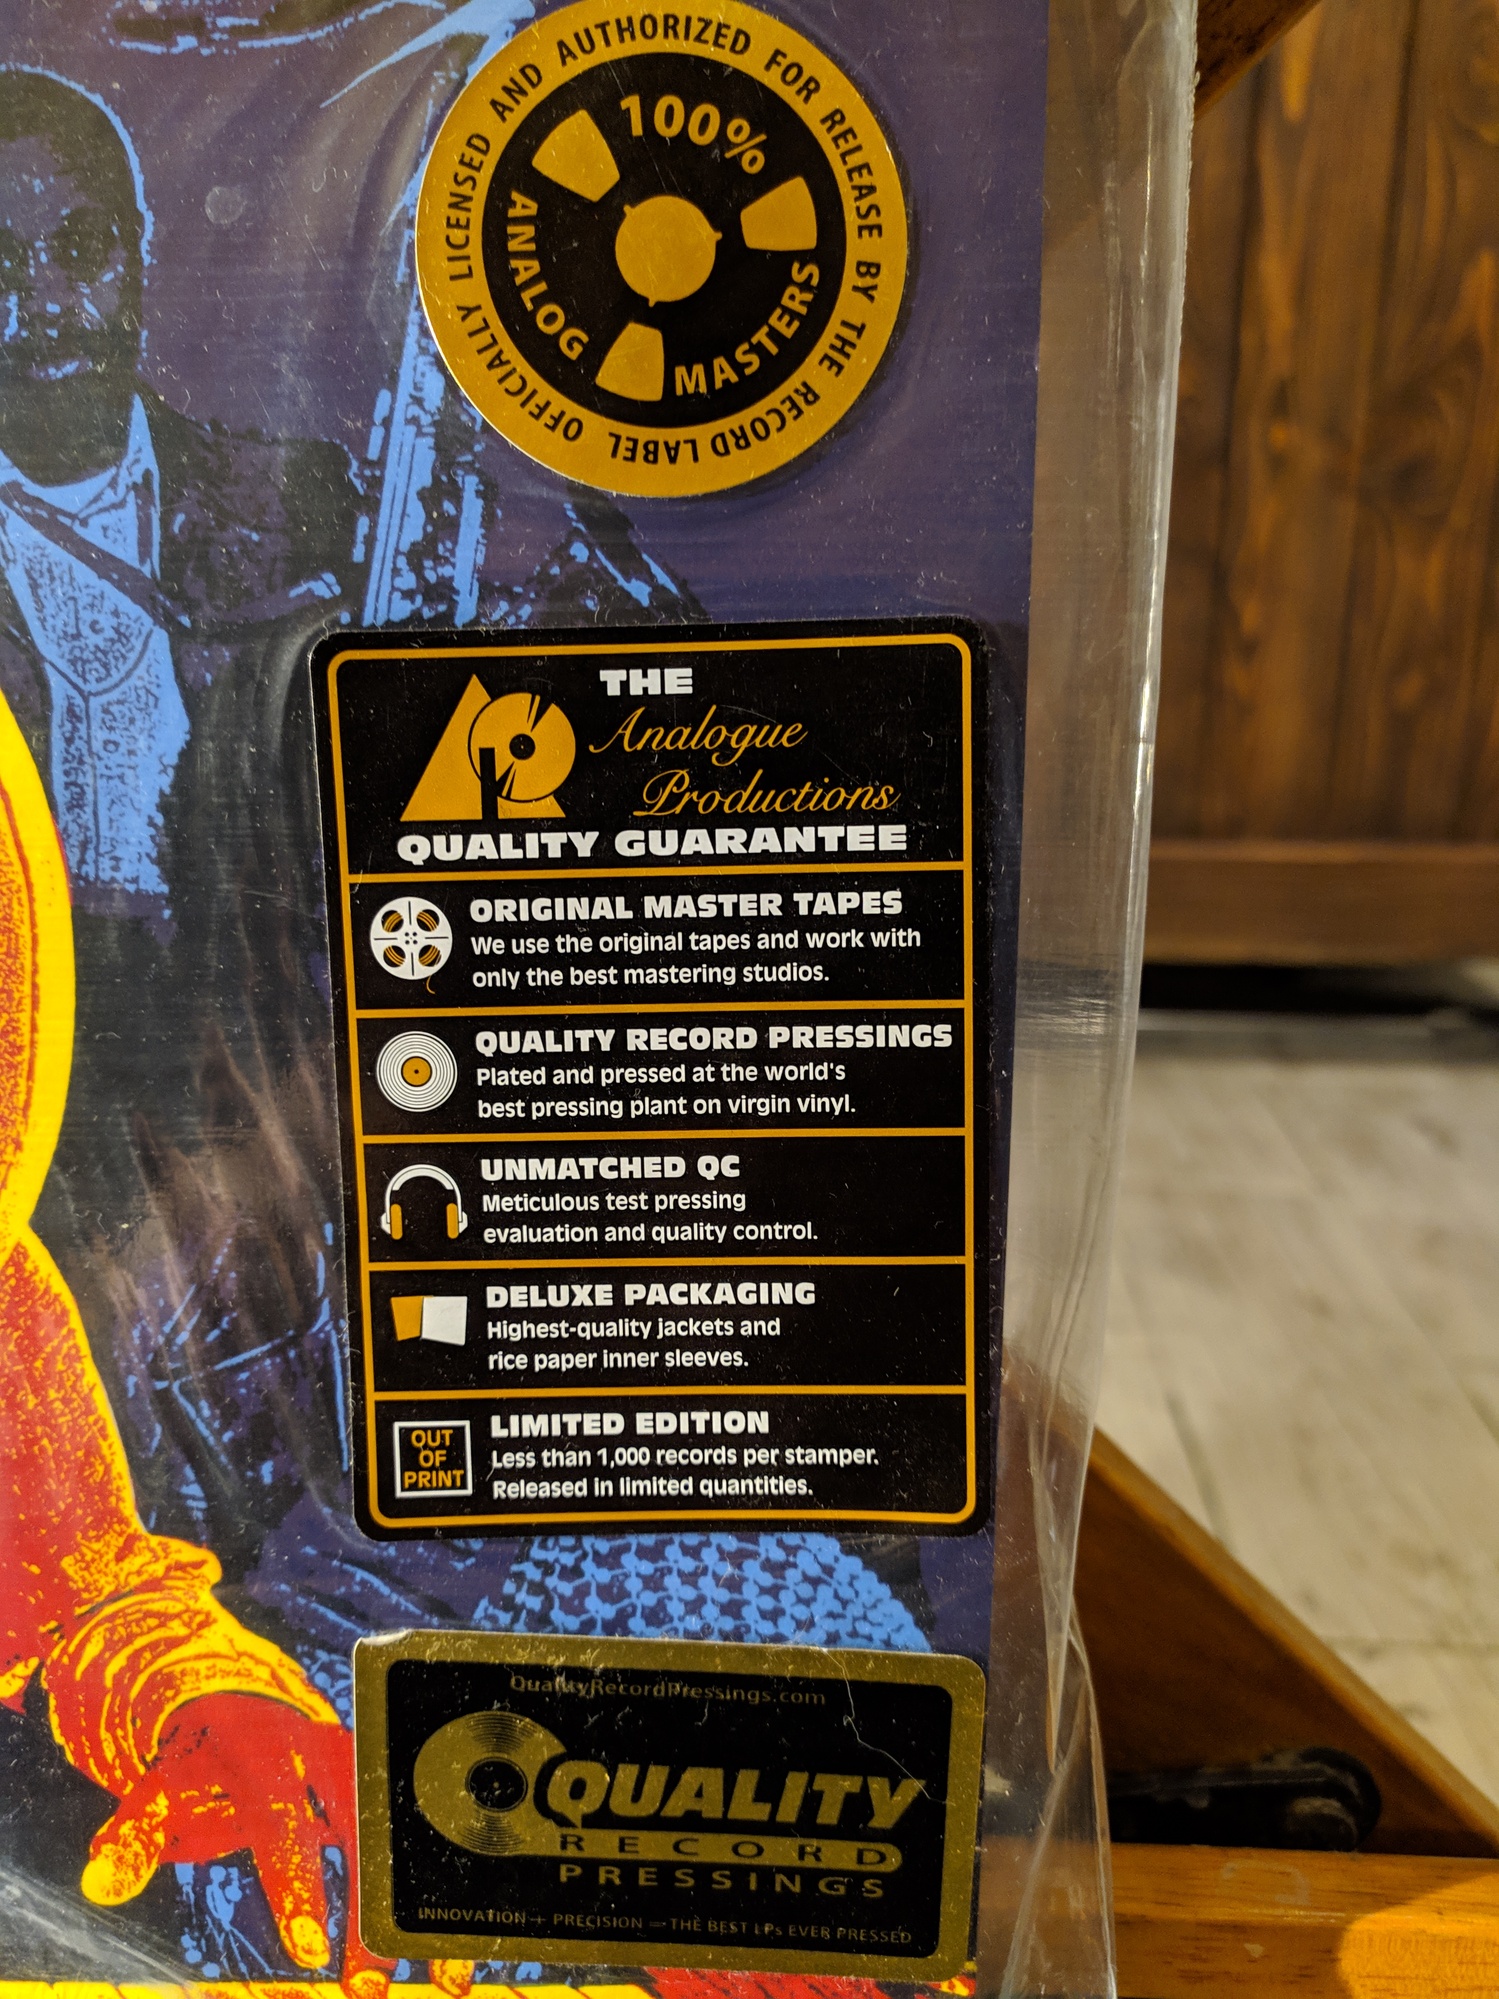 OFFICIALLY LICENSED AND AUTHORIZED FOR RELEASE BY THE RECORD LABEL
100%
ANALOG
MASTERS
THE
Analogue
Productions
QUALITY GUARANTEE
ORIGINAL MASTER TAPES
We use the original tapes and work with
only the best mastering studios.
QUALITY RECORD PRESSINGS
Plated and pressed at the world's
best pressing plant on virgin vinyl.
UNMATCHED QC
Meticulous test pressing
evaluation and quality control.
DELUXE PACKAGING
Highest-quality jackets and
rice paper inner sleeves.
OUT
OF
PRINT
LIMITED EDITION
Less than 1,000 records per stamper.
Released in limited quantities.
QualityRecordPressings.com
QUALITY
RECORD
PRESSINGS
INNOVATION + PRECISION = THE BEST LPs EVER PRESSED